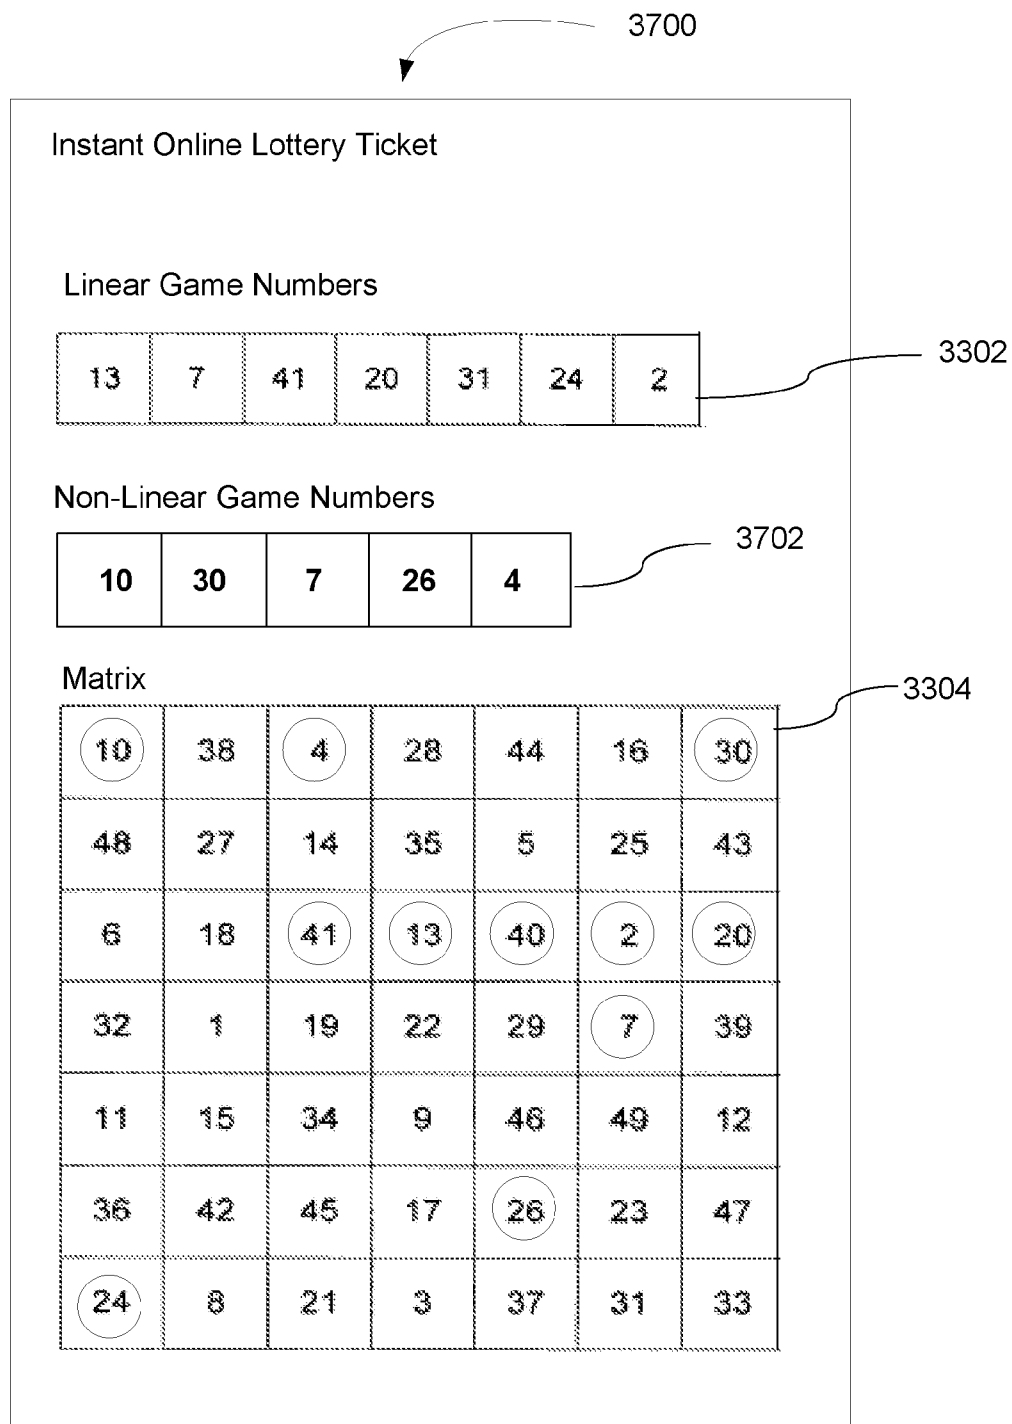 3700
Instant Online Lottery Ticket
Linear Game Numbers
13 7 41 20 31 24 2
3302
Non-Linear Game Numbers
10 30 7 26 4
3702
Matrix
3304
10 38 4 28 44 16 30
48 27 14 35 5 25 43
6 18 41 13 40 2 20
32 1 19 22 29 7 39
11 15 34 9 46 49 12
36 42 45 17 26 23 47
24 8 21 3 37 31 33